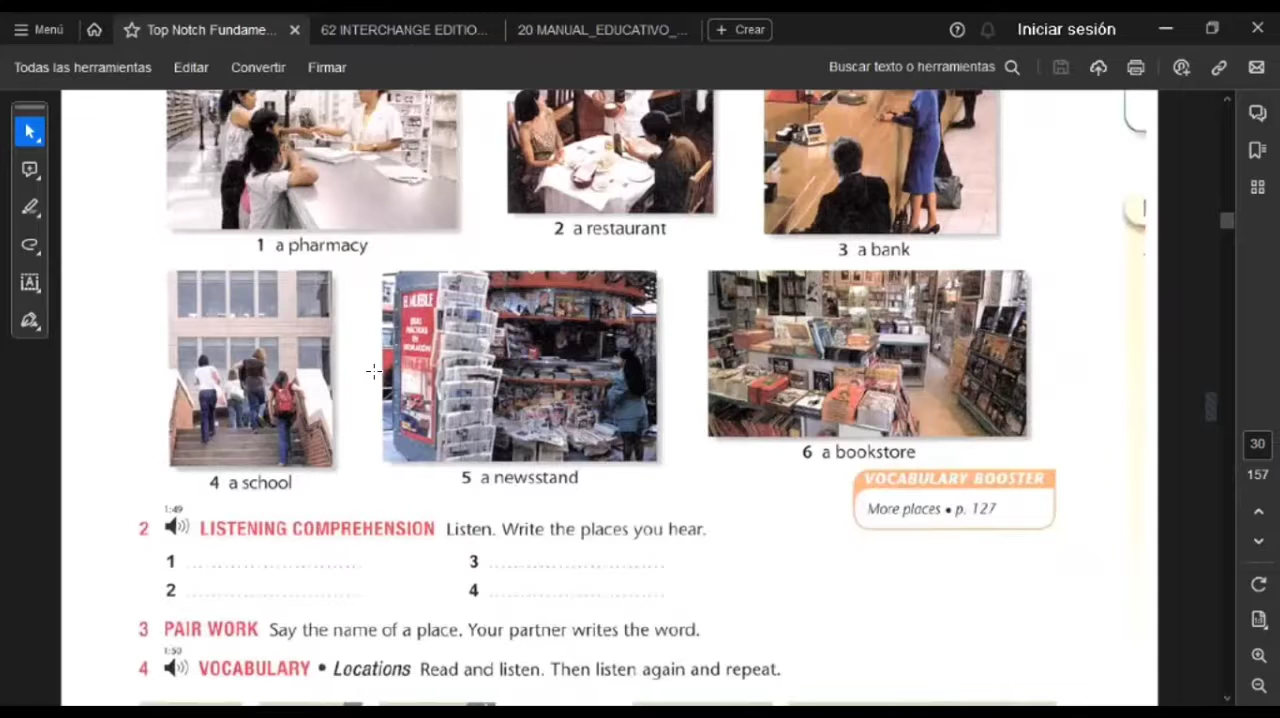 Menú
Top Notch Fundame...
62 INTERCHANGE EDITIO...
20 MANUAL_EDUCATIVO_...
+ Crear
Iniciar sesión
Todas las herramientas
Editar
Convertir
Firmar
Buscar texto o herramientas
1 a pharmacy
2 a restaurant
3 a bank
EL MUEBLE
4 a school
5 a newsstand
6 a bookstore
VOCABULARY BOOSTER
More places • p. 127
1:49
2 LISTENING COMPREHENSION Listen. Write the places you hear.
1
3
2
4
3 PAIR WORK Say the name of a place. Your partner writes the word.
1:50
4 VOCABULARY • Locations Read and listen. Then listen again and repeat.
30
157